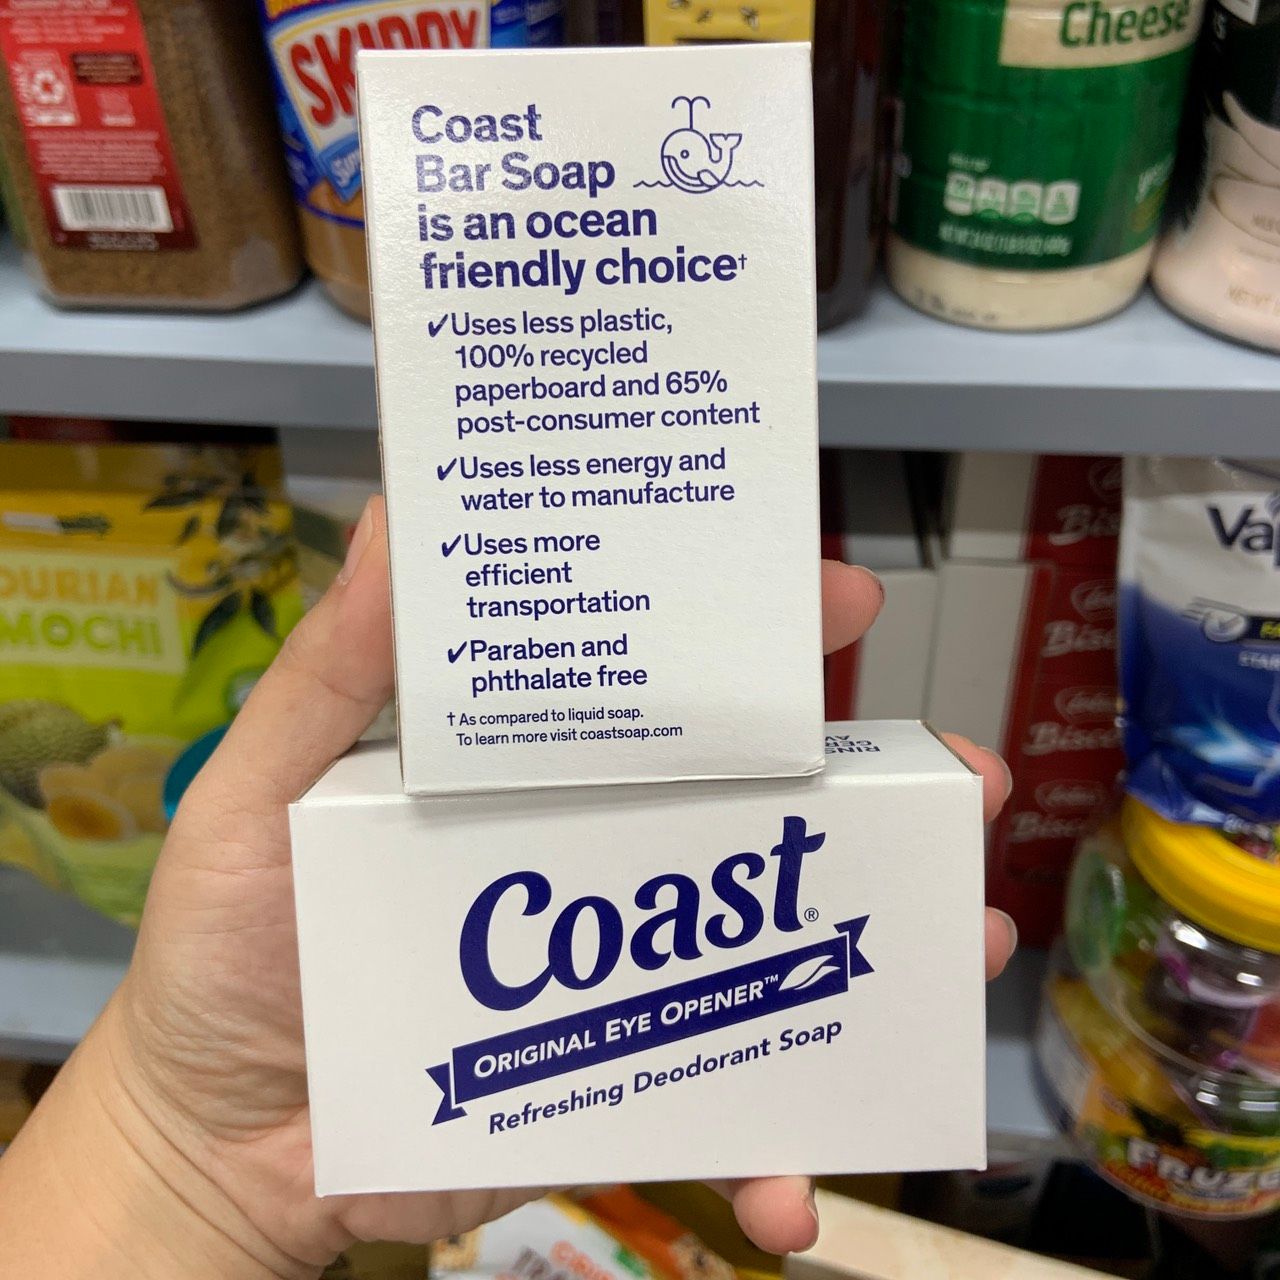 Cheese
SKIPPY
Coast
Bar Soap
is an ocean
friendly choice†
✓Uses less plastic,
100% recycled
paperboard and 65%
post-consumer content
✓Uses less energy and
water to manufacture
✓Uses more
efficient
transportation
✓Paraben and
phthalate free
† As compared to liquid soap.
To learn more visit coastsoap.com
DURIAN
MOCHI
Coast®
ORIGINAL EYE OPENER™
Refreshing Deodorant Soap